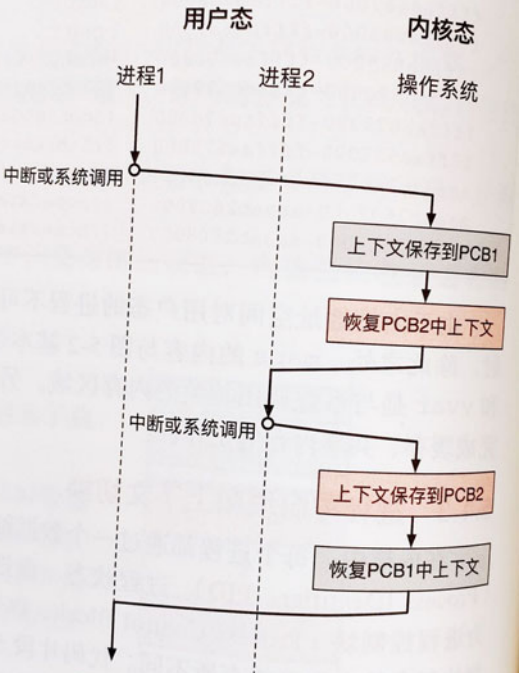 用户态
内核态
进程1
进程2
操作系统
中断或系统调用
上下文保存到PCB1
恢复PCB2中上下文
中断或系统调用
上下文保存到PCB2
恢复PCB1中上下文